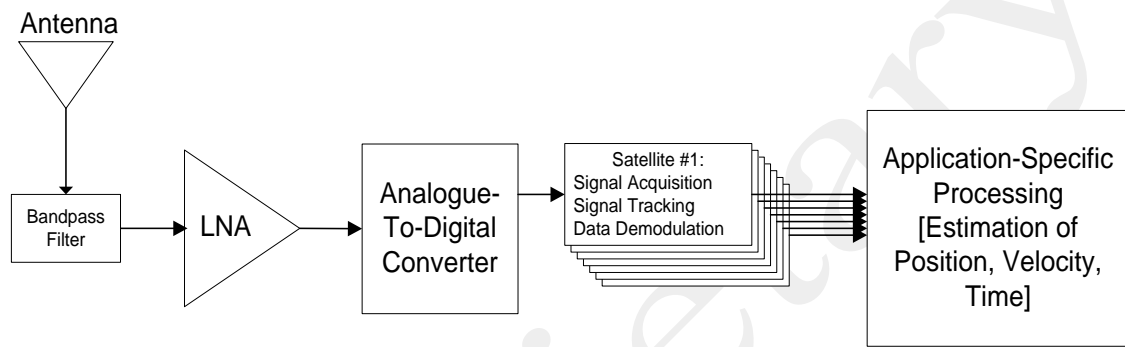 Antenna
Bandpass
Filter
LNA
Analogue-
To-Digital
Converter
Satellite #1:
Signal Acquisition
Signal Tracking
Data Demodulation
Application-Specific
Processing
[Estimation of
Position, Velocity,
Time]